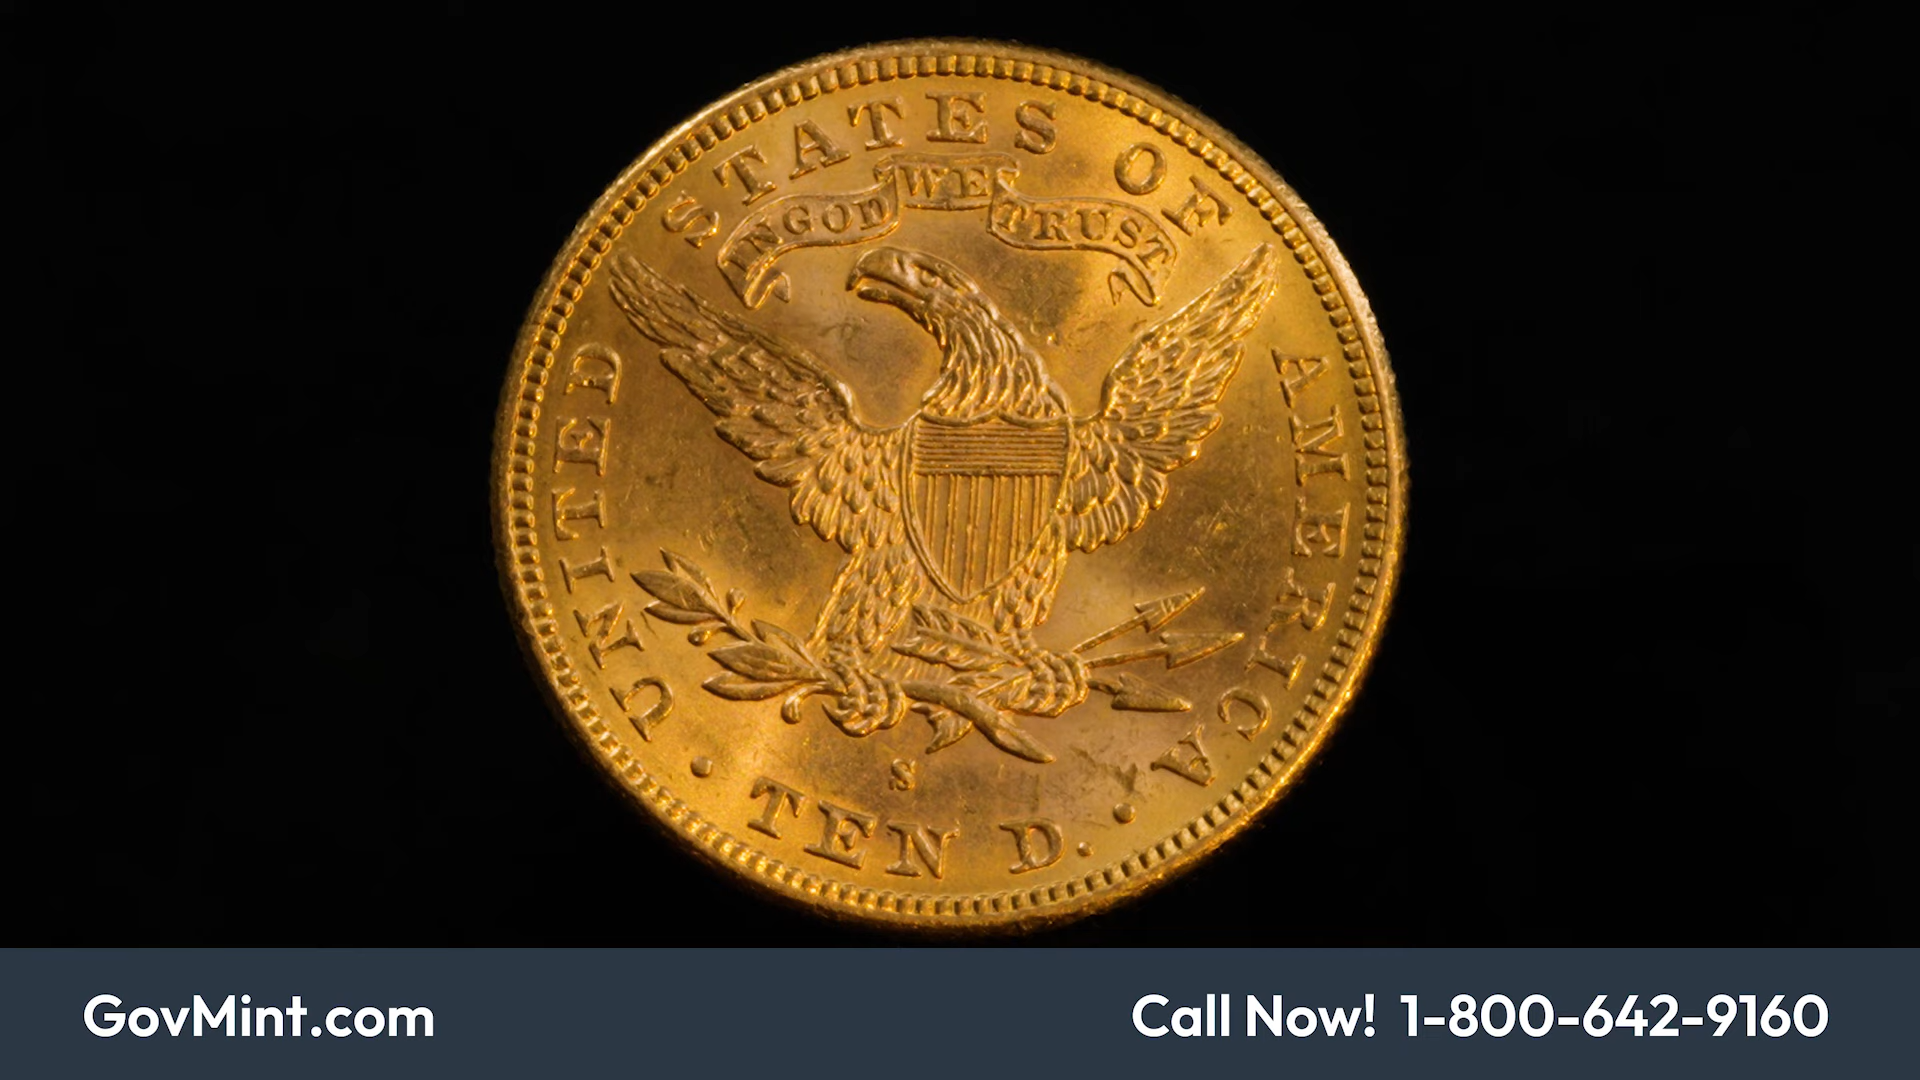 UNITED STATES OF AMERICA
IN GOD WE TRUST
S
· TEN D. ·
GovMint.com
Call Now! 1-800-642-9160